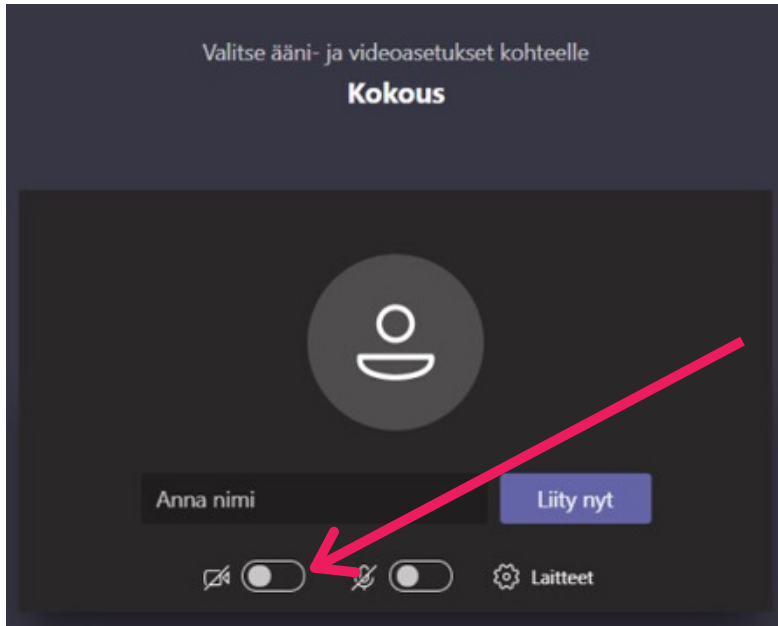 Valitse ääni- ja videoasetukset kohteelle
Kokous
Anna nimi
Liity nyt
Laitteet